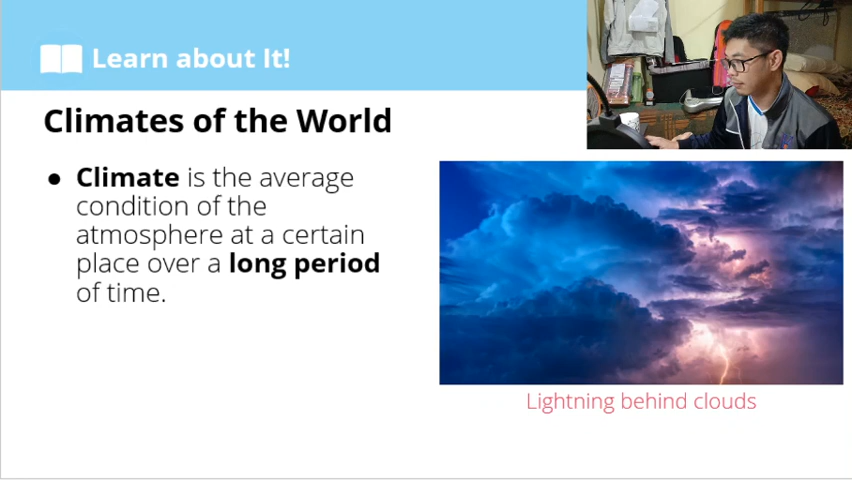 Learn about It!
Climates of the World
● Climate is the average
condition of the
atmosphere at a certain
place over a long period
of time.
Lightning behind clouds